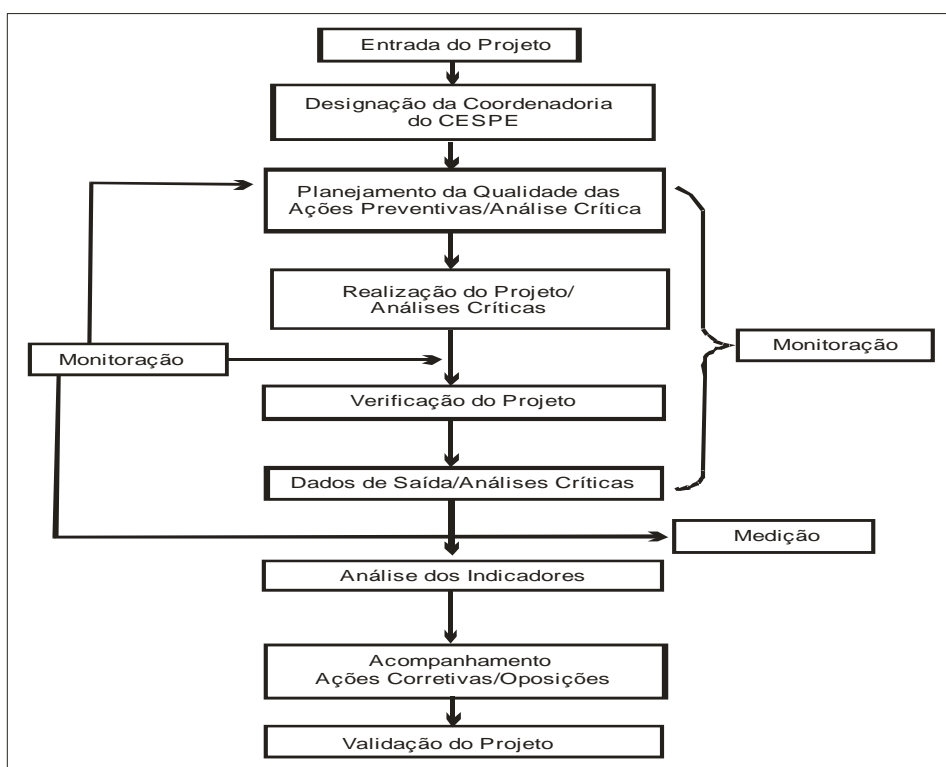 Entrada do Projeto
Designação da Coordenadoria
do CESPE
Planejamento da Qualidade das
Ações Preventivas/Análise Crítica
Realização do Projeto/
Análises Críticas
Monitoração
Monitoração
Verificação do Projeto
Dados de Saída/Análises Críticas
Medição
Análise dos Indicadores
Acompanhamento
Ações Corretivas/Oposições
Validação do Projeto